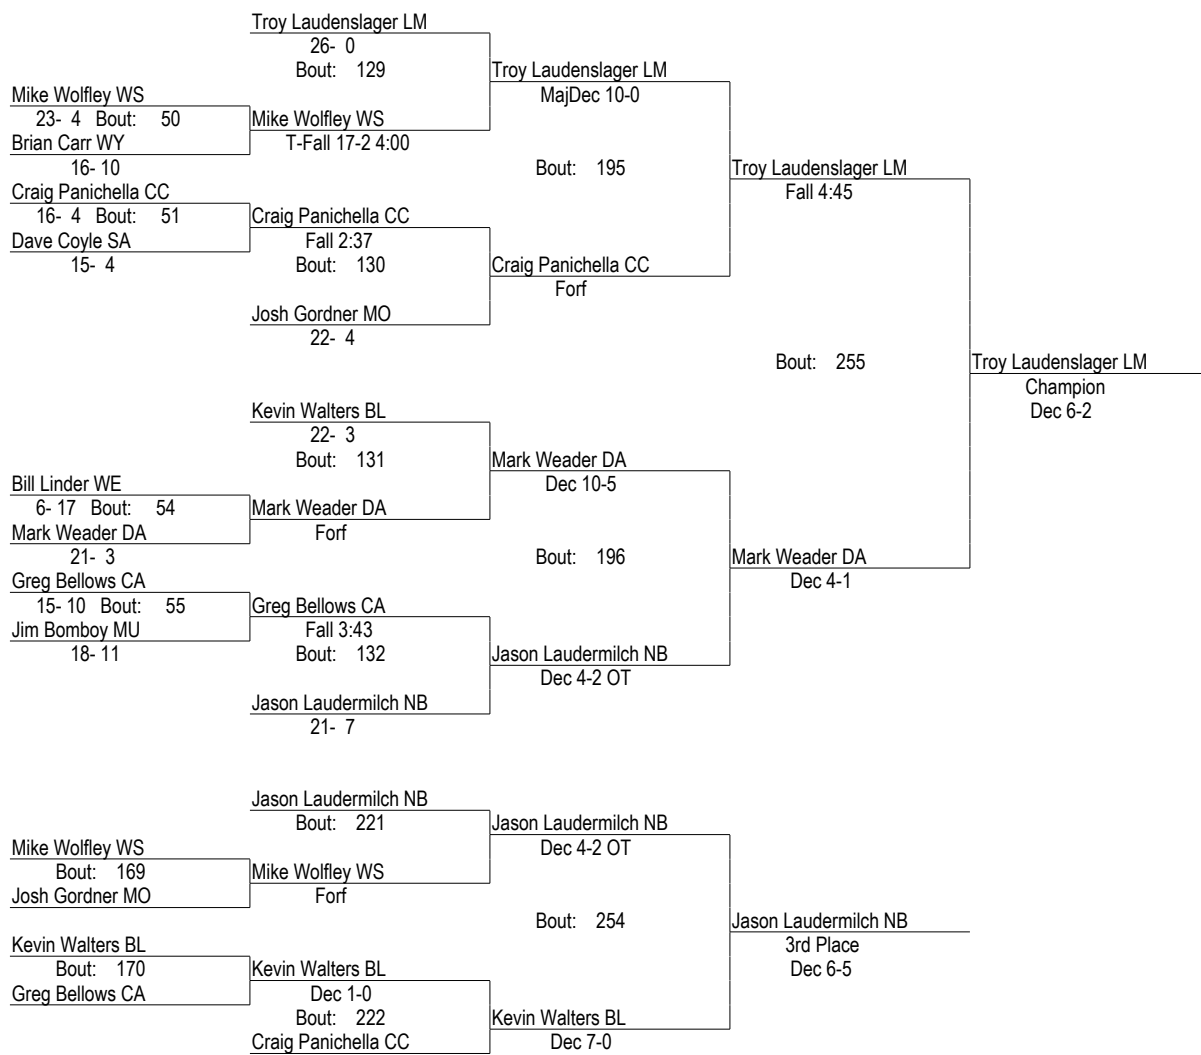 Troy Laudenslager LM
26- 0
Bout: 129
Troy Laudenslager LM
Mike Wolfley WS
MajDec 10-0
23- 4 Bout: 50
Mike Wolfley WS
Brian Carr WY
T-Fall 17-2 4:00
16- 10
Bout: 195
Troy Laudenslager LM
Craig Panichella CC
Fall 4:45
16- 4 Bout: 51
Craig Panichella CC
Dave Coyle SA
Fall 2:37
15- 4
Bout: 130
Craig Panichella CC
Forf
Josh Gordner MO
22- 4
Bout: 255
Troy Laudenslager LM
Champion
Dec 6-2
Kevin Walters BL
22- 3
Bout: 131
Mark Weader DA
Bill Linder WE
Dec 10-5
6- 17 Bout: 54
Mark Weader DA
Mark Weader DA
Forf
21- 3
Bout: 196
Mark Weader DA
Greg Bellows CA
Dec 4-1
15- 10 Bout: 55
Greg Bellows CA
Jim Bomboy MU
Fall 3:43
18- 11
Bout: 132
Jason Laudermilch NB
Dec 4-2 OT
Jason Laudermilch NB
21- 7
Jason Laudermilch NB
Bout: 221
Jason Laudermilch NB
Mike Wolfley WS
Dec 4-2 OT
Bout: 169
Mike Wolfley WS
Josh Gordner MO
Forf
Bout: 254
Jason Laudermilch NB
Kevin Walters BL
3rd Place
Bout: 170
Kevin Walters BL
Dec 6-5
Greg Bellows CA
Dec 1-0
Bout: 222
Kevin Walters BL
Craig Panichella CC
Dec 7-0